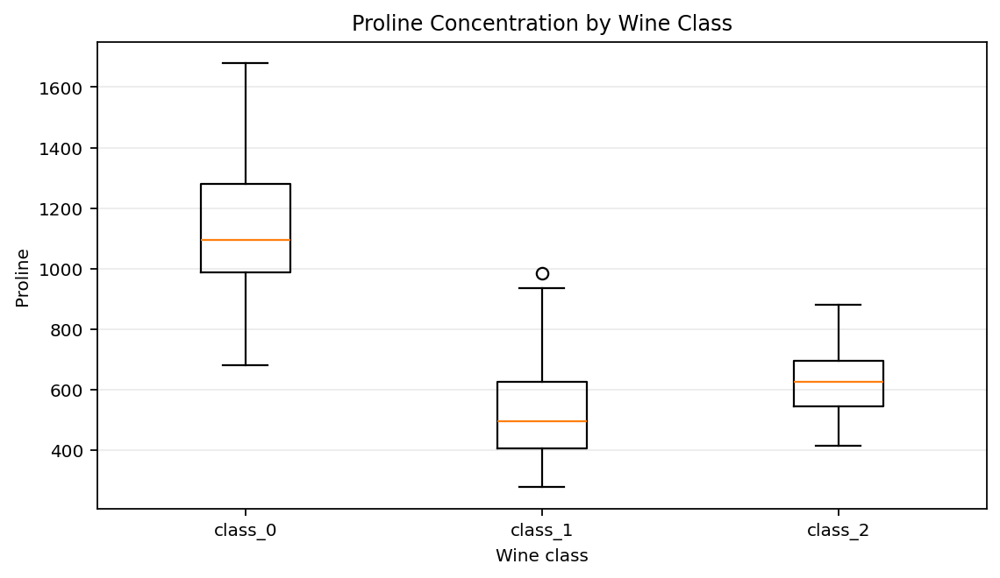 Proline Concentration by Wine Class
Proline
1600
1400
1200
1000
800
600
400
class_0
class_1
class_2
Wine class